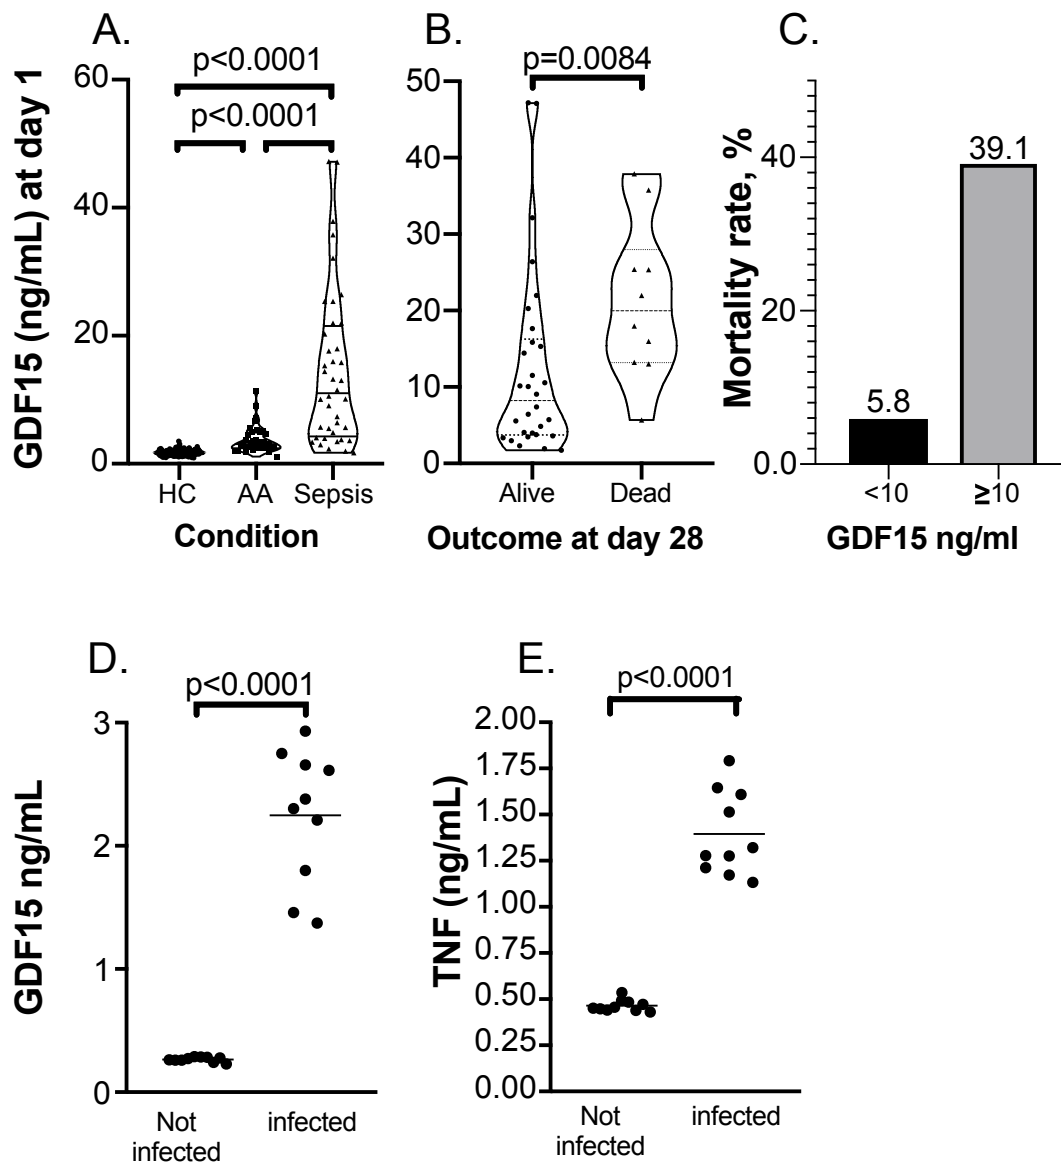 A.
p<0.0001
p<0.0001
GDF15 (ng/mL) at day 1
60
40
20
0
HC
AA
Sepsis
Condition
B.
p=0.0084
50
40
30
20
10
0
Alive
Dead
Outcome at day 28
C.
Mortality rate, %
40
20
0.0
5.8
39.1
<10
≥10
GDF15 ng/ml
D.
p<0.0001
GDF15 ng/mL
3
2
1
0
Not
infected
infected
E.
p<0.0001
TNF (ng/mL)
2.00
1.75
1.50
1.25
1.00
0.75
0.50
0.25
0.00
Not
infected
infected